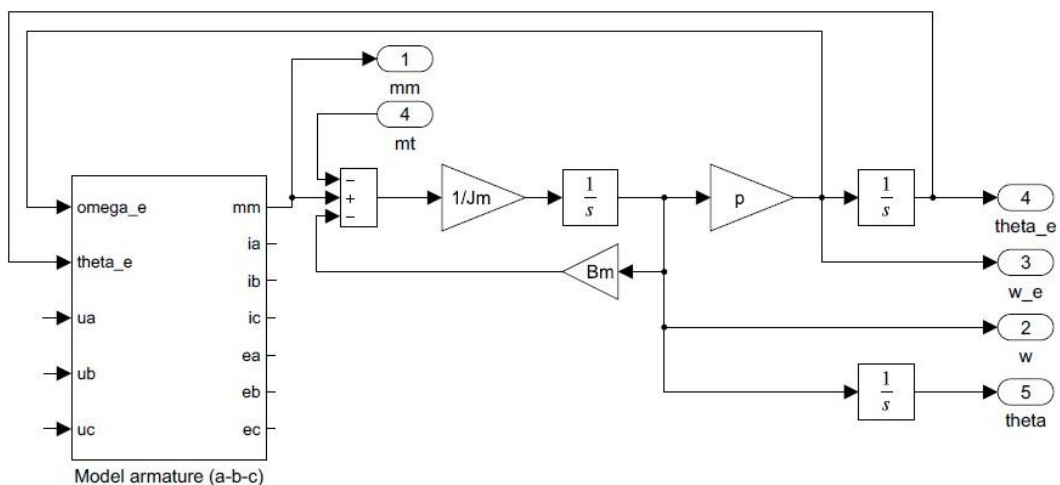 1
mm
4
mt
−
+
−
1/Jm
1
s
p
1
s
4
theta_e
omega_e
mm
theta_e
ia
Bm
3
w_e
ib
ua
ic
2
w
ub
ea
eb
1
s
5
theta
uc
ec
Model armature (a-b-c)